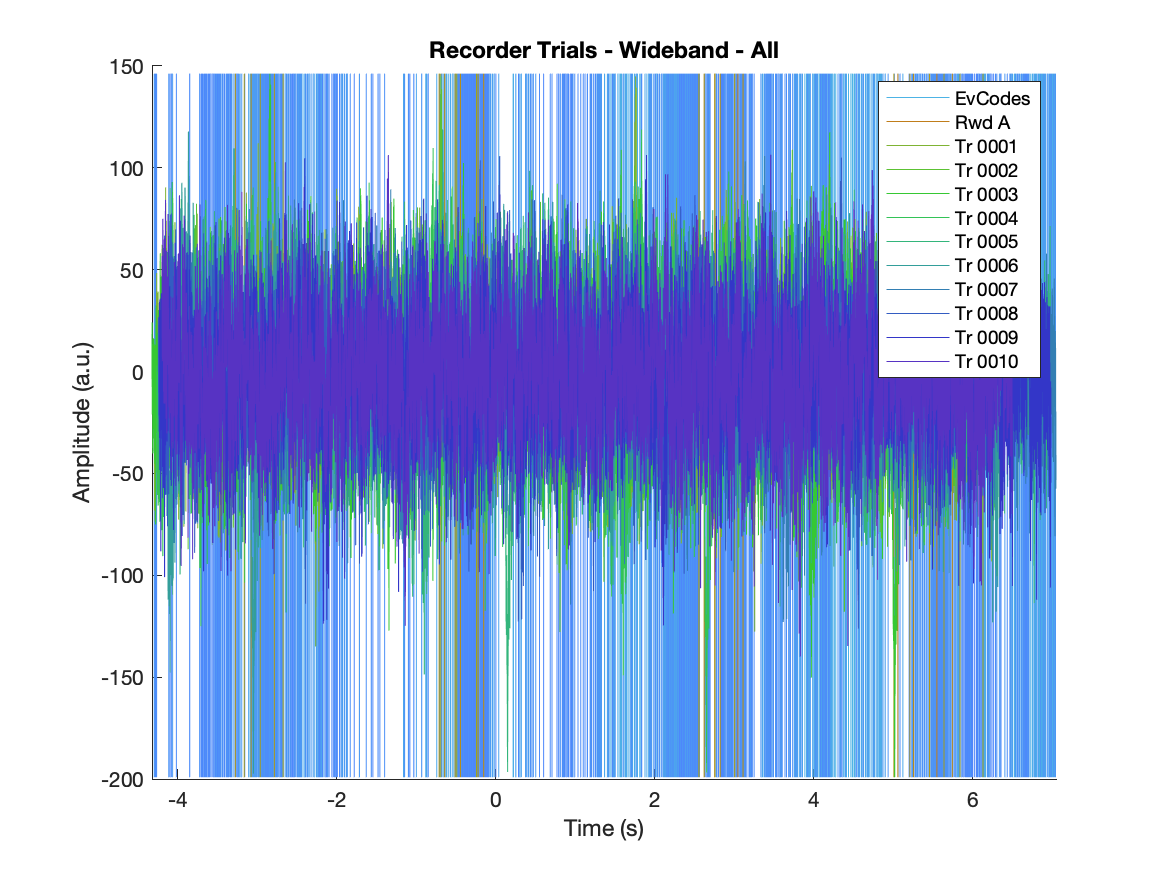 Recorder Trials - Wideband - All
150
100
50
0
-50
-100
-150
-200
Amplitude (a.u.)
-4
-2
0
2
4
6
Time (s)
EvCodes
Rwd A
Tr 0001
Tr 0002
Tr 0003
Tr 0004
Tr 0005
Tr 0006
Tr 0007
Tr 0008
Tr 0009
Tr 0010